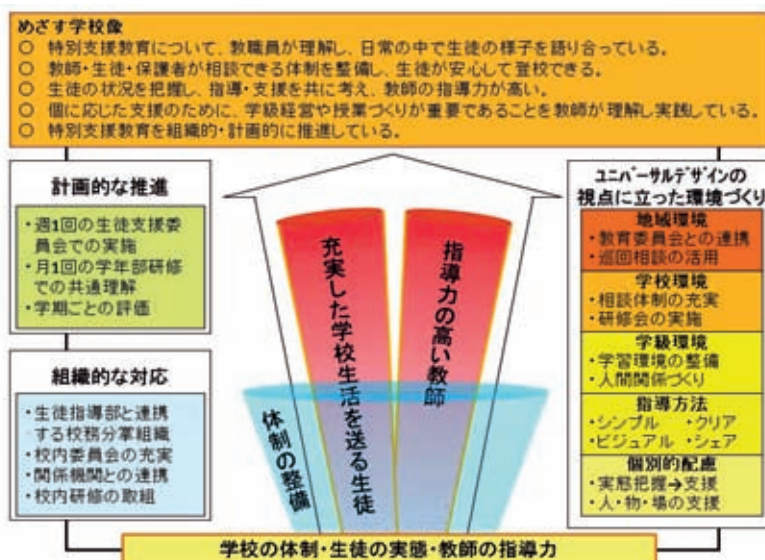 めざす学校像
○ 特別支援教育について、教職員が理解し、日常の中で生徒の様子を語り合っている。
○ 教師・生徒・保護者が相談できる体制を整備し、生徒が安心して登校できる。
○ 生徒の状況を把握し、指導・支援を共に考え、教師の指導力が高い。
○ 個に応じた支援のために、学級経営や授業づくりが重要であることを教師が理解し実践している。
○ 特別支援教育を組織的・計画的に推進している。
計画的な推進
・週1回の生徒支援委
員会での実施
・月1回の学年部研修
での共通理解
・学期ごとの評価
組織的な対応
・生徒指導部と連携
する校務分掌組織
・校内委員会の充実
・関係機関との連携
・校内研修の取組
体制の整備
充実した学校生活を送る生徒
指導力の高い教師
ユニバーサルデザインの
視点に立った環境づくり
地域環境
・教育委員会との連携
・巡回相談の活用
学校環境
・相談体制の充実
・研修会の実施
学級環境
・学習環境の整備
・人間関係づくり
指導方法
・シンプル ・クリア
・ビジュアル ・シェア
個別的配慮
・実態把握→支援
・人・物・場の支援
学校の体制・生徒の実態・教師の指導力